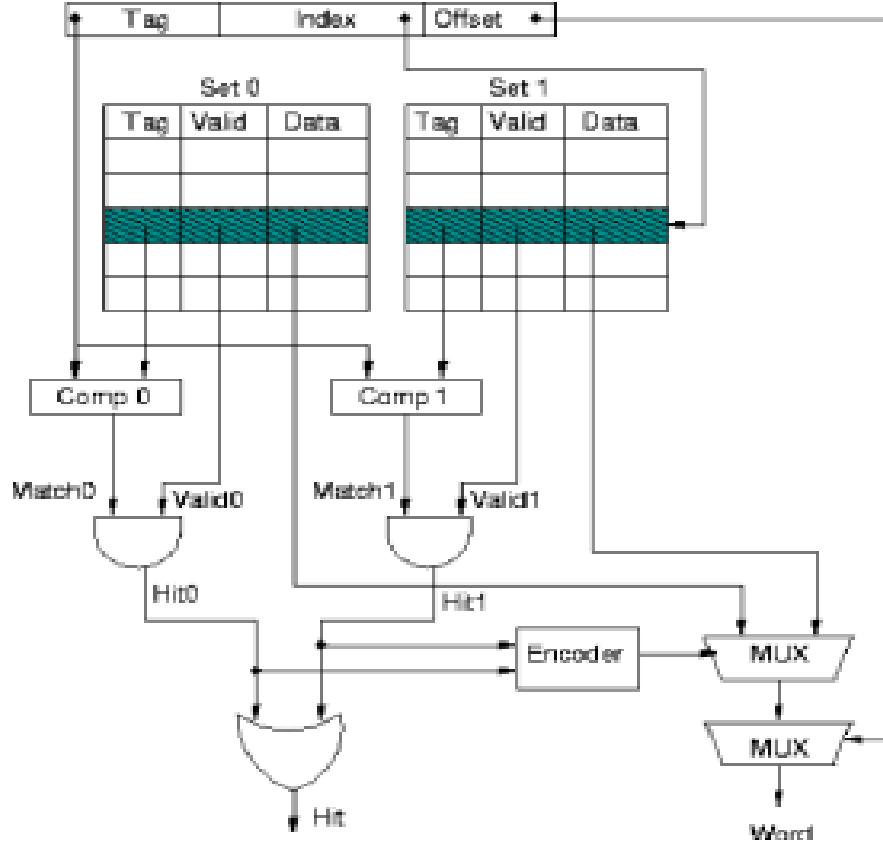 Tag Index Offset
Set 0 Set 1
Tag Valid Data Tag Valid Data
Comp 0 Comp 1
Match0 Valid0 Match1 Valid1
Hit0 Hit1
Encoder MUX
MUX
Hit
Word